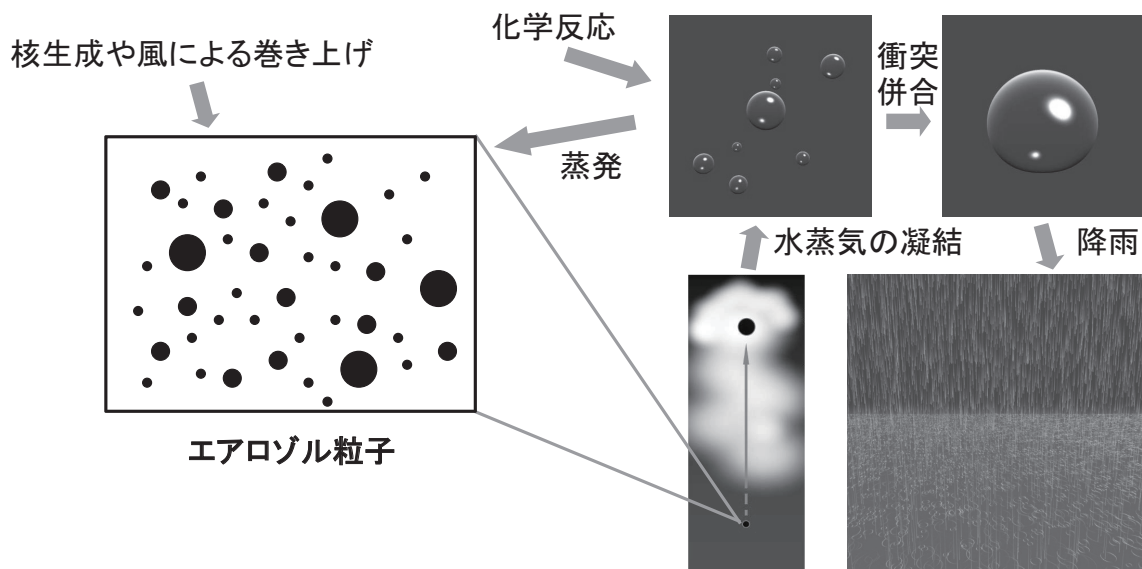 化学反応
核生成や風による巻き上げ
衝突
併合
蒸発
水蒸気の凝結
降雨
エアロゾル粒子